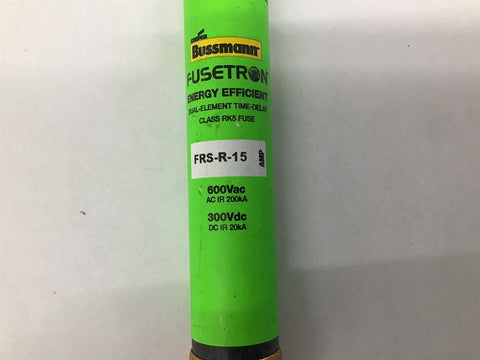 COOPER
Bussmann
FUSETRON
ENERGY EFFICIENT
DUAL-ELEMENT TIME-DELAY
CLASS RK5 FUSE
FRS-R-15 AMP
600Vac
AC IR 200kA
300Vdc
DC IR 20kA